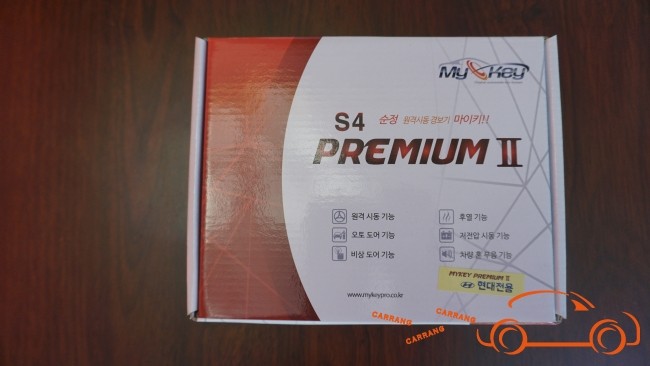 My Key
S4 순정 원격시동경보기 마이키!!
PREMIUM II
원격 시동 기능
후열 기능
오토 도어 기능
저전압 시동 기능
비상 도어 기능
차량 혼 무음 기능
MYKEY PREMIUM II
현대전용
www.mykeypro.co.kr
CARRANG
CARRANG
CARRANG